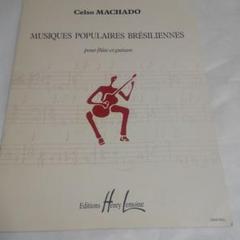 Celso MACHADO
MUSIQUES POPULAIRES BRÉSILIENNES
pour flûte et guitare
Editions Henry Lemoine